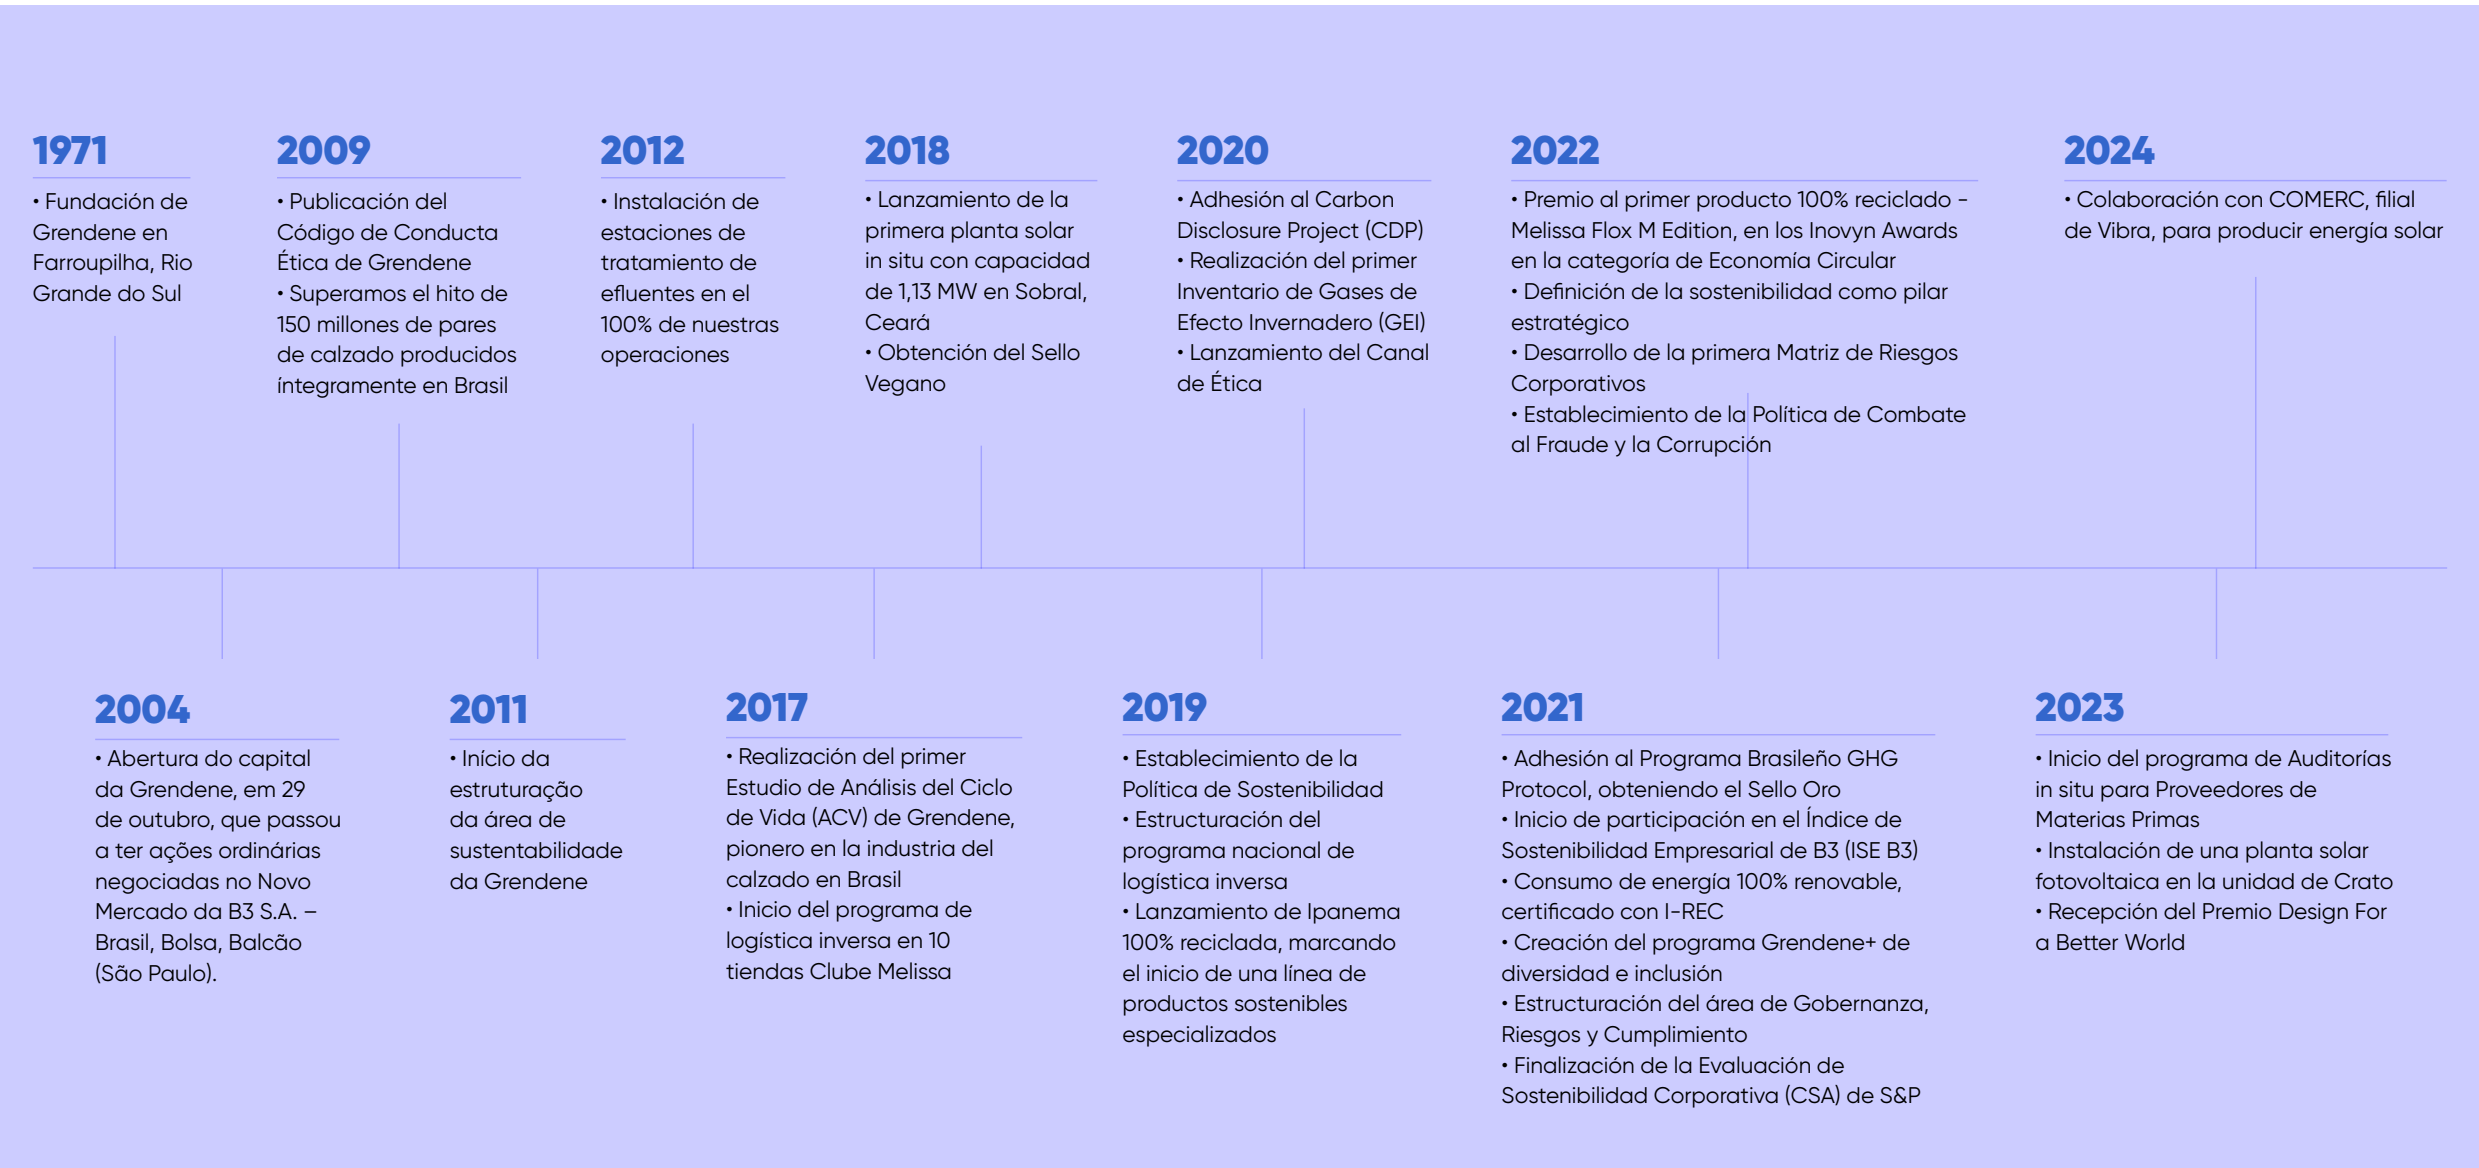 1971
• Fundación de
Grendene en
Farroupilha, Rio
Grande do Sul
2009
• Publicación del
Código de Conducta
Ética de Grendene
• Superamos el hito de
150 millones de pares
de calzado producidos
íntegramente en Brasil
2012
• Instalación de
estaciones de
tratamiento de
efluentes en el
100% de nuestras
operaciones
2018
• Lanzamiento de la
primera planta solar
in situ con capacidad
de 1,13 MW en Sobral,
Ceará
• Obtención del Sello
Vegano
2020
• Adhesión al Carbon
Disclosure Project (CDP)
• Realización del primer
Inventario de Gases de
Efecto Invernadero (GEI)
• Lanzamiento del Canal
de Ética
2022
• Premio al primer producto 100% reciclado -
Melissa Flox M Edition, en los Inovyn Awards
en la categoría de Economía Circular
• Definición de la sostenibilidad como pilar
estratégico
• Desarrollo de la primera Matriz de Riesgos
Corporativos
• Establecimiento de la Política de Combate
al Fraude y la Corrupción
2024
• Colaboración con COMERC, filial
de Vibra, para producir energía solar
2004
• Abertura do capital
da Grendene, em 29
de outubro, que passou
a ter ações ordinárias
negociadas no Novo
Mercado da B3 S.A. –
Brasil, Bolsa, Balcão
(São Paulo).
2011
• Início da
estruturação
da área de
sustentabilidade
da Grendene
2017
• Realización del primer
Estudio de Análisis del Ciclo
de Vida (ACV) de Grendene,
pionero en la industria del
calzado en Brasil
• Inicio del programa de
logística inversa en 10
tiendas Clube Melissa
2019
• Establecimiento de la
Política de Sostenibilidad
• Estructuración del
programa nacional de
logística inversa
• Lanzamiento de Ipanema
100% reciclada, marcando
el inicio de una línea de
productos sostenibles
especializados
2021
• Adhesión al Programa Brasileño GHG
Protocol, obteniendo el Sello Oro
• Inicio de participación en el Índice de
Sostenibilidad Empresarial de B3 (ISE B3)
• Consumo de energía 100% renovable,
certificado con I-REC
• Creación del programa Grendene+ de
diversidad e inclusión
• Estructuración del área de Gobernanza,
Riesgos y Cumplimiento
• Finalización de la Evaluación de
Sostenibilidad Corporativa (CSA) de S&P
2023
• Inicio del programa de Auditorías
in situ para Proveedores de
Materias Primas
• Instalación de una planta solar
fotovoltaica en la unidad de Crato
• Recepción del Premio Design For
a Better World